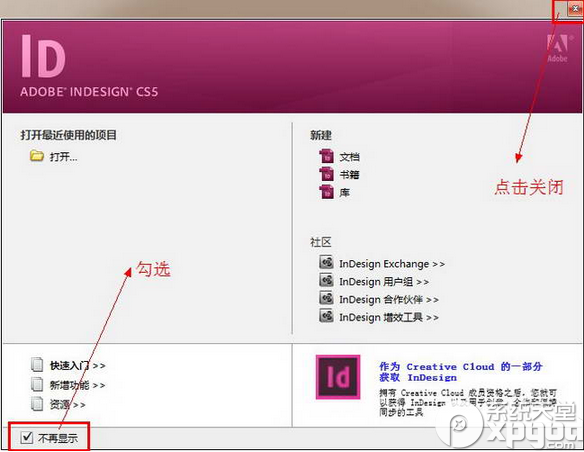 ID
Adobe
ADOBE® INDESIGN® CS5
打开最近使用的项目
打开...
新建
文档
书籍
库
点击关闭
勾选
社区
InDesign Exchange >>
InDesign 用户组 >>
InDesign 合作伙伴 >>
InDesign 增效工具 >>
快速入门 >>
新增功能 >>
资源 >>
Id
作为 Creative Cloud 的一部分
获取 InDesign
拥有 Creative Cloud 成员资格之后，您就可
以获得 InDesign
同步的工具
不再显示
系统天堂
xpgod.com